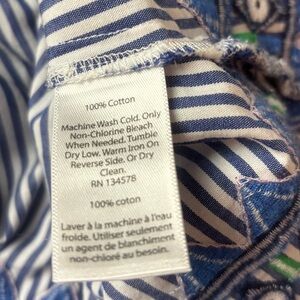 100% Cotton
Machine Wash Cold. Only
Non-Chlorine Bleach
When Needed. Tumble
Dry Low. Warm Iron On
Reverse Side. Or Dry
Clean.
RN 134578
100% coton
Laver à la machine à l'eau
froide. Utiliser seulement
un agent de blanchiment
non-chloré au besoin.